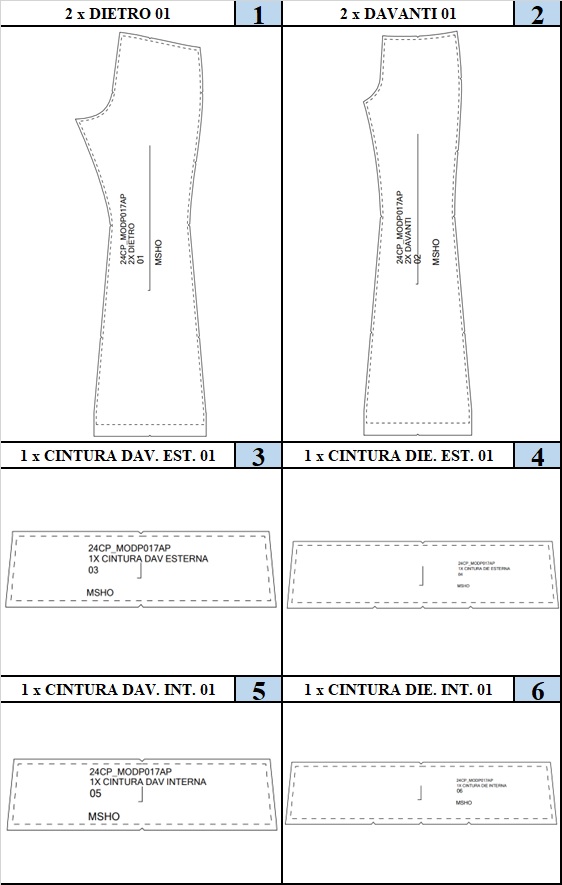 2 x DIETRO 01
1
2 x DAVANTI 01
2
24CP_MODP017AP
2X DIETRO
01
MSHO
24CP_MODP017AP
2X DAVANTI
02
MSHO
1 x CINTURA DAV. EST. 01
3
1 x CINTURA DIE. EST. 01
4
24CP_MODP017AP
1X CINTURA DAV ESTERNA
03
MSHO
24CP_MODP017AP
1X CINTURA DIE ESTERNA
04
MSHO
1 x CINTURA DAV. INT. 01
5
1 x CINTURA DIE. INT. 01
6
24CP_MODP017AP
1X CINTURA DAV INTERNA
05
MSHO
24CP_MODP017AP
1X CINTURA DIE INTERNA
06
MSHO